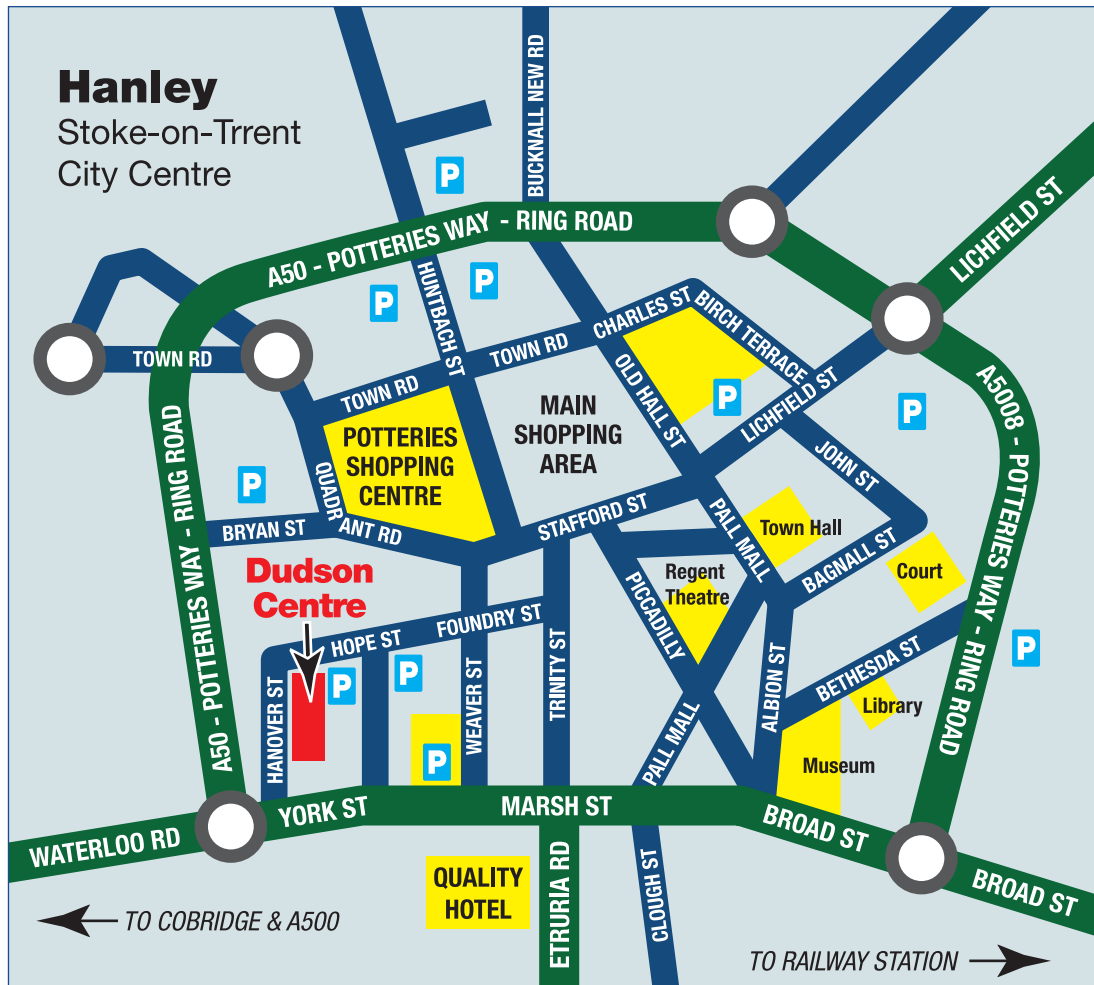 Hanley
Stoke-on-Trrent
City Centre
BUCKNALL NEW RD
LICHFIELD ST
A50 - POTTERIES WAY - RING ROAD
P
P
P
HUNTBACH ST
CHARLES ST
BIRCH TERRACE
TOWN RD
TOWN RD
TOWN RD
OLD HALL ST
P
LICHFIELD ST
P
A5008 - POTTERIES WAY - RING ROAD
POTTERIES
SHOPPING
CENTRE
MAIN
SHOPPING
AREA
JOHN ST
A50 - POTTERIES WAY - RING ROAD
P
QUADR
ANT RD
BRYAN ST
STAFFORD ST
PALL MALL
Town Hall
BAGNALL ST
Court
Dudson
Centre
Regent
Theatre
PICCADILLY
HOPE ST
FOUNDRY ST
P
P
P
HANOVER ST
WEAVER ST
TRINITY ST
PALL MALL
ALBION ST
BETHESDA ST
Library
Museum
P
YORK ST
MARSH ST
BROAD ST
WATERLOO RD
BROAD ST
QUALITY
HOTEL
ETRURIA RD
CLOUGH ST
TO COBRIDGE & A500
TO RAILWAY STATION